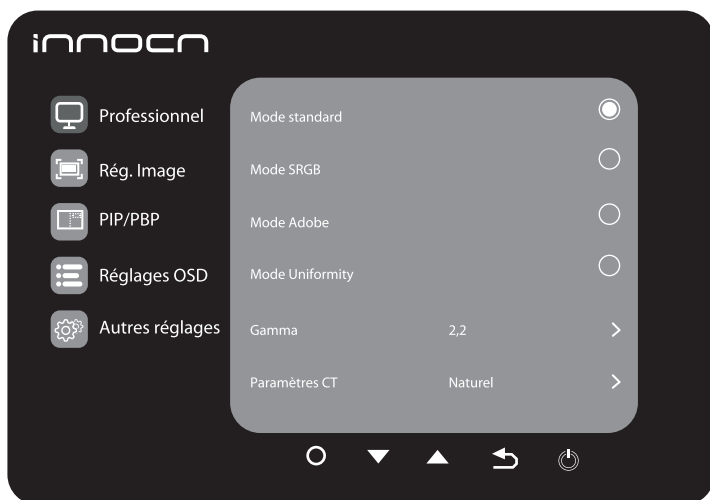 innocn
Professionnel
Rég. Image
PIP/PBP
Réglages OSD
Autres réglages
Mode standard
Mode SRGB
Mode Adobe
Mode Uniformity
Gamma 2,2
Paramètres CT Naturel